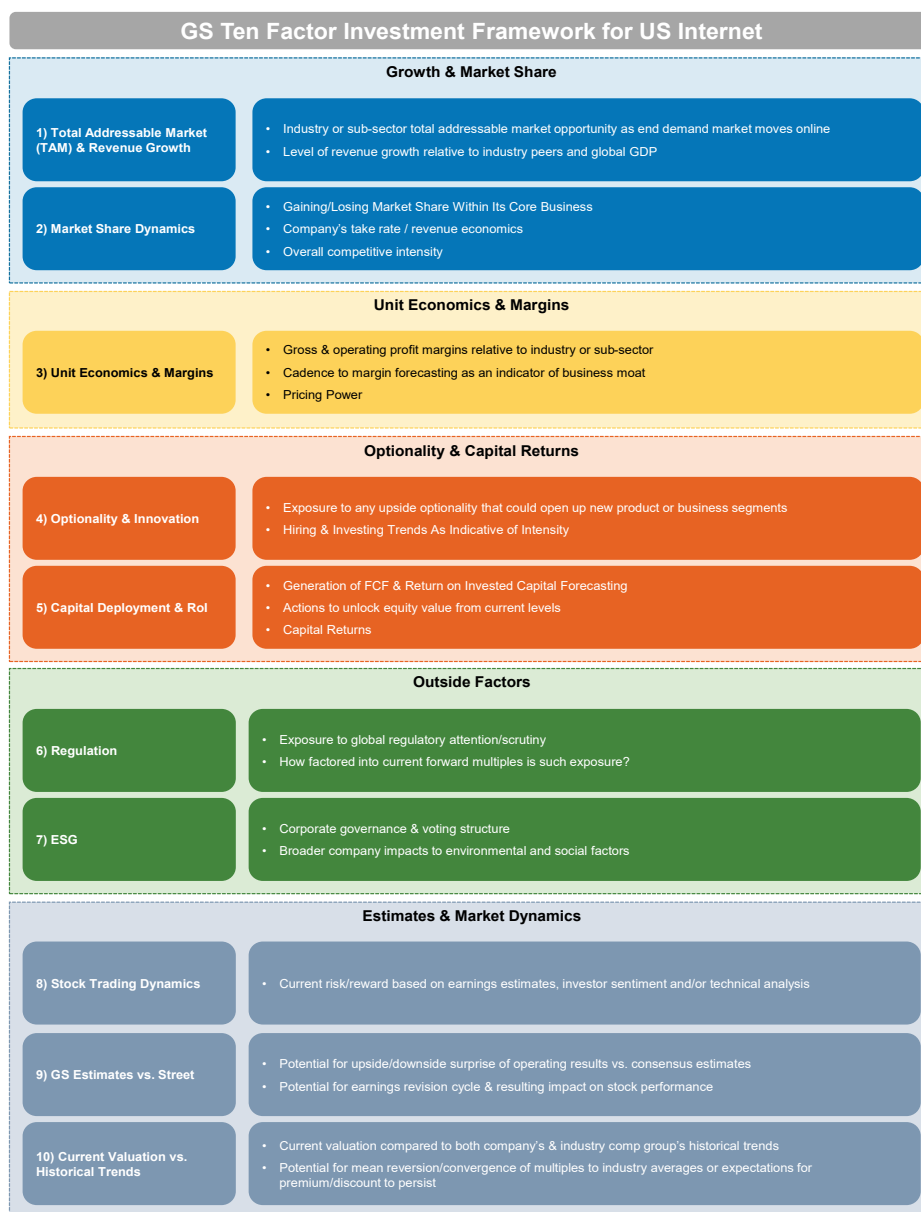 GS Ten Factor Investment Framework for US Internet
Growth & Market Share
1) Total Addressable Market
(TAM) & Revenue Growth
• Industry or sub-sector total addressable market opportunity as end demand market moves online
• Level of revenue growth relative to industry peers and global GDP
2) Market Share Dynamics
• Gaining/Losing Market Share Within Its Core Business
• Company's take rate / revenue economics
• Overall competitive intensity
Unit Economics & Margins
3) Unit Economics & Margins
• Gross & operating profit margins relative to industry or sub-sector
• Cadence to margin forecasting as an indicator of business moat
• Pricing Power
Optionality & Capital Returns
4) Optionality & Innovation
• Exposure to any upside optionality that could open up new product or business segments
• Hiring & Investing Trends As Indicative of Intensity
5) Capital Deployment & RoI
• Generation of FCF & Return on Invested Capital Forecasting
• Actions to unlock equity value from current levels
• Capital Returns
Outside Factors
6) Regulation
• Exposure to global regulatory attention/scrutiny
• How factored into current forward multiples is such exposure?
7) ESG
• Corporate governance & voting structure
• Broader company impacts to environmental and social factors
Estimates & Market Dynamics
8) Stock Trading Dynamics
• Current risk/reward based on earnings estimates, investor sentiment and/or technical analysis
9) GS Estimates vs. Street
• Potential for upside/downside surprise of operating results vs. consensus estimates
• Potential for earnings revision cycle & resulting impact on stock performance
10) Current Valuation vs.
Historical Trends
• Current valuation compared to both company's & industry comp group's historical trends
• Potential for mean reversion/convergence of multiples to industry averages or expectations for
premium/discount to persist